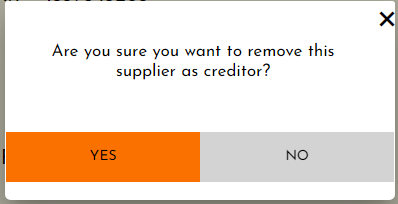 Are you sure you want to remove this
supplier as creditor?
YES
NO